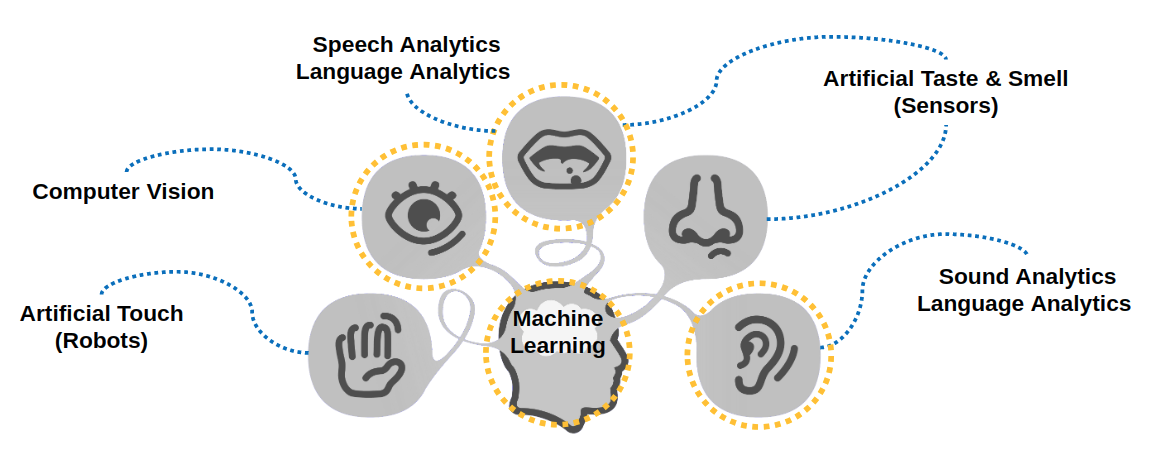 Speech Analytics
Language Analytics
Artificial Taste & Smell
(Sensors)
Computer Vision
Sound Analytics
Language Analytics
Artificial Touch
(Robots)
Machine
Learning